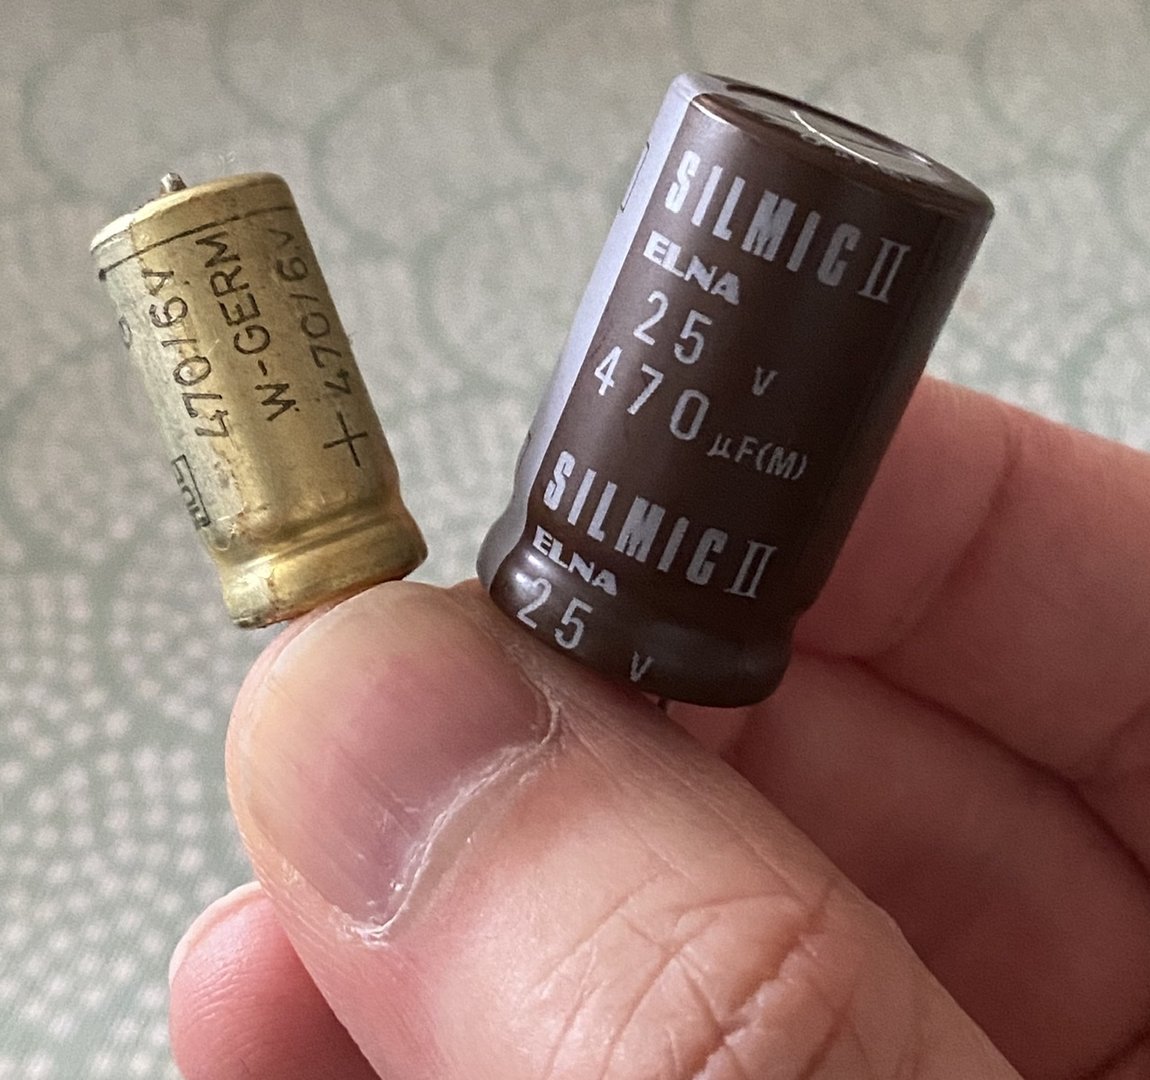 470/6V
W-GERM
+470/6V
SILMIC II
ELNA
25 V
470 µF(M)
SILMIC II
ELNA
25 V